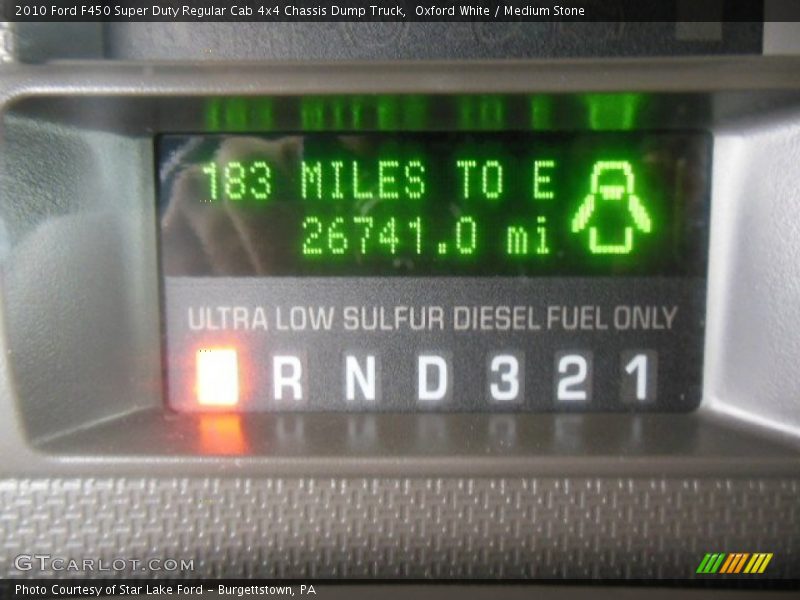 2010 Ford F450 Super Duty Regular Cab 4x4 Chassis Dump Truck, Oxford White / Medium Stone
183 MILES TO E
26741.0 mi
ULTRA LOW SULFUR DIESEL FUEL ONLY
R N D 3 2 1
GTCARLOT.COM
Photo Courtesy of Star Lake Ford - Burgettstown, PA